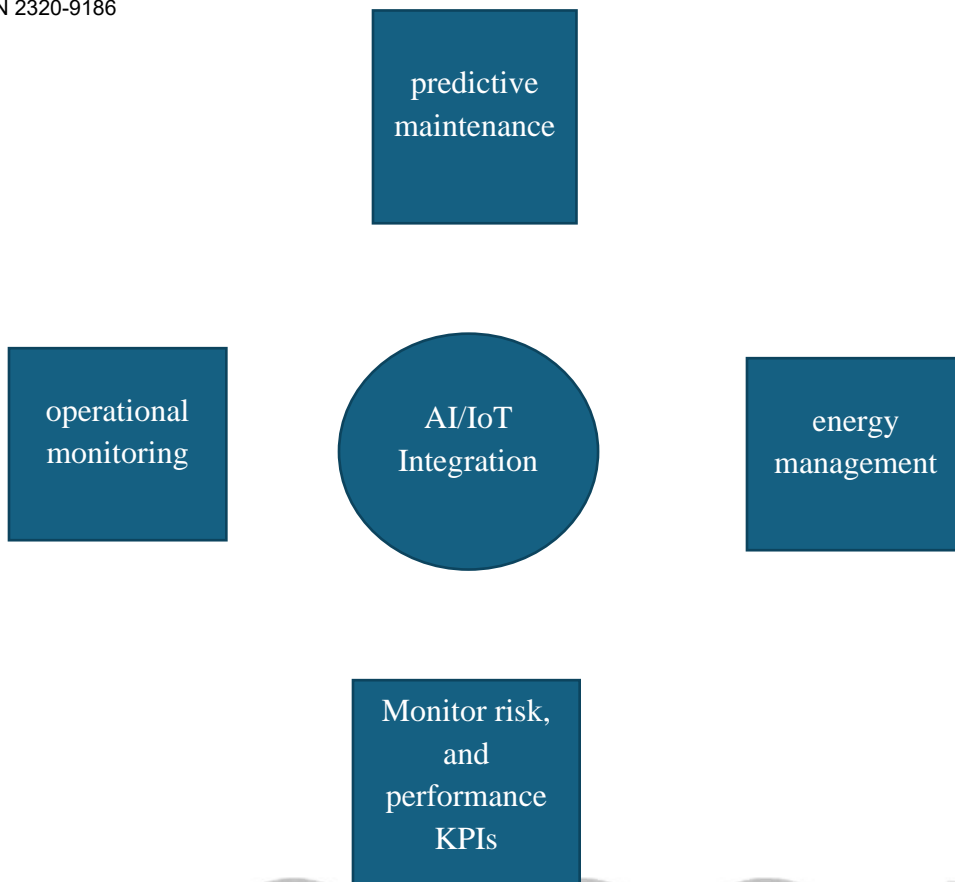 N 2320-9186
predictive
maintenance
operational
monitoring
AI/IoT
Integration
energy
management
Monitor risk,
and
performance
KPIs